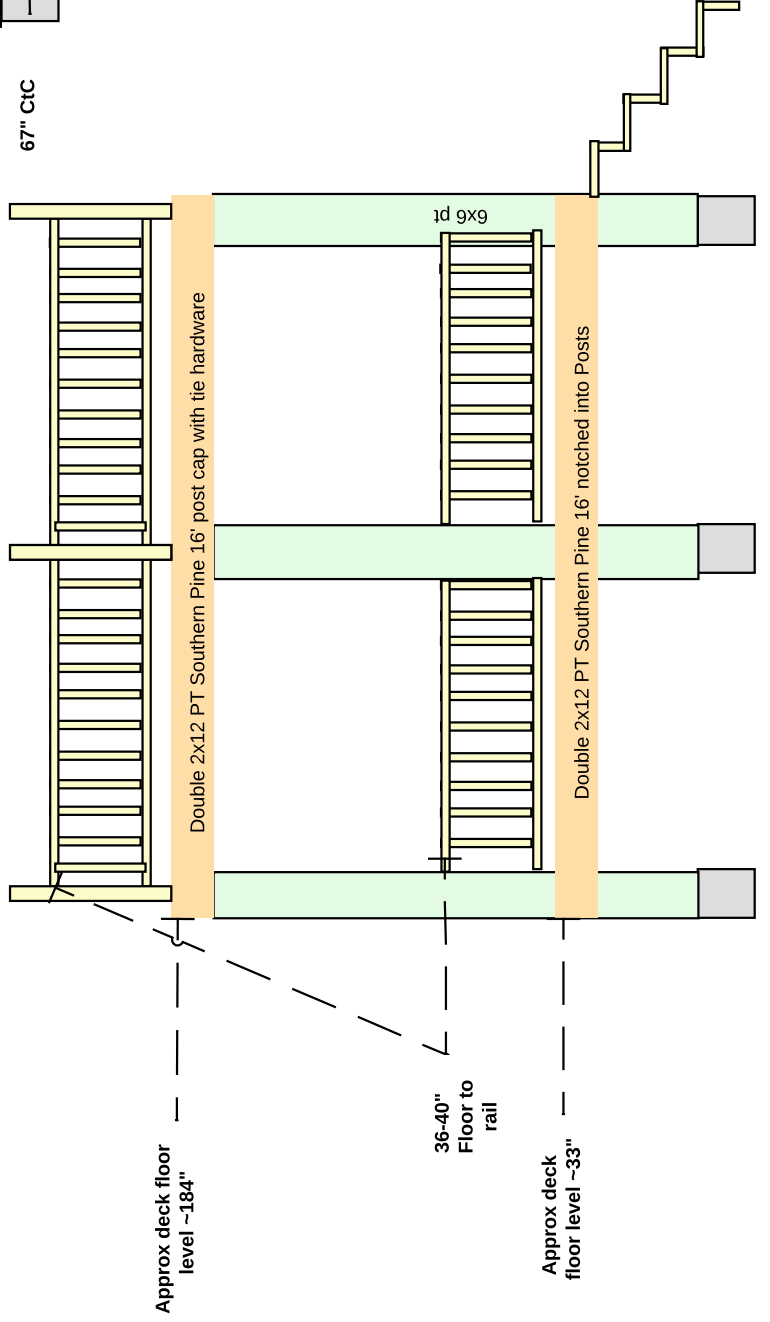 67" CtC
6x6 pt
Double 2x12 PT Southern Pine 16' post cap with tie hardware
Double 2x12 PT Southern Pine 16' notched into Posts
Approx deck floor
level ~184"
36-40"
Floor to
rail
Approx deck
floor level ~33"